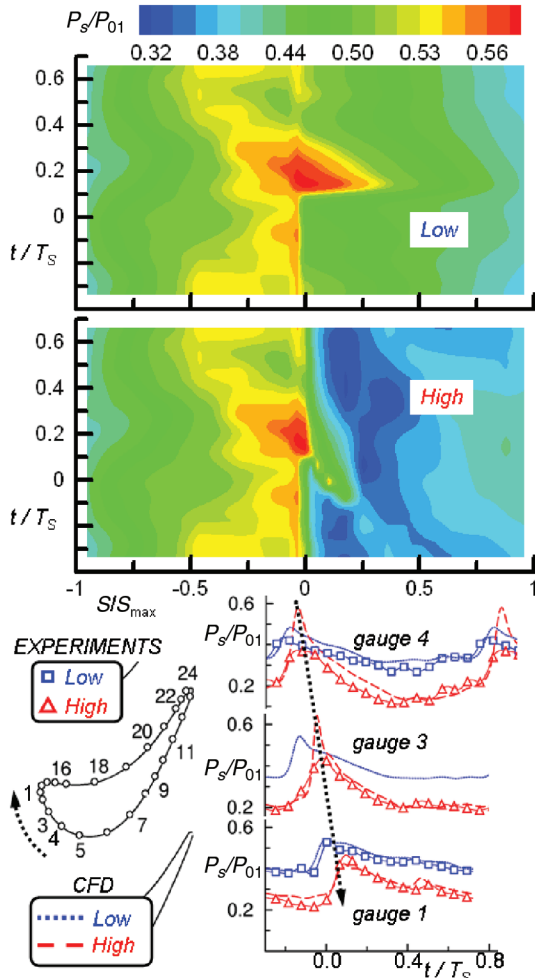 Ps/P01
0.32 0.38 0.44 0.50 0.53 0.56
0.6
0.4
0.2
0
t / TS
Low
0.6
0.4
0.2
0
t / TS
High
-1 -0.5 0 0.5 1
S/Smax
EXPERIMENTS
Low
High
24
22
20
11
16
18
1
9
3
4
5
7
CFD
Low
High
0.6
Ps/P01
0.2
gauge 4
0.6
Ps/P01
0.2
gauge 3
0.6
Ps/P01
0.2
gauge 1
0.0 0.4 0.8
t / TS